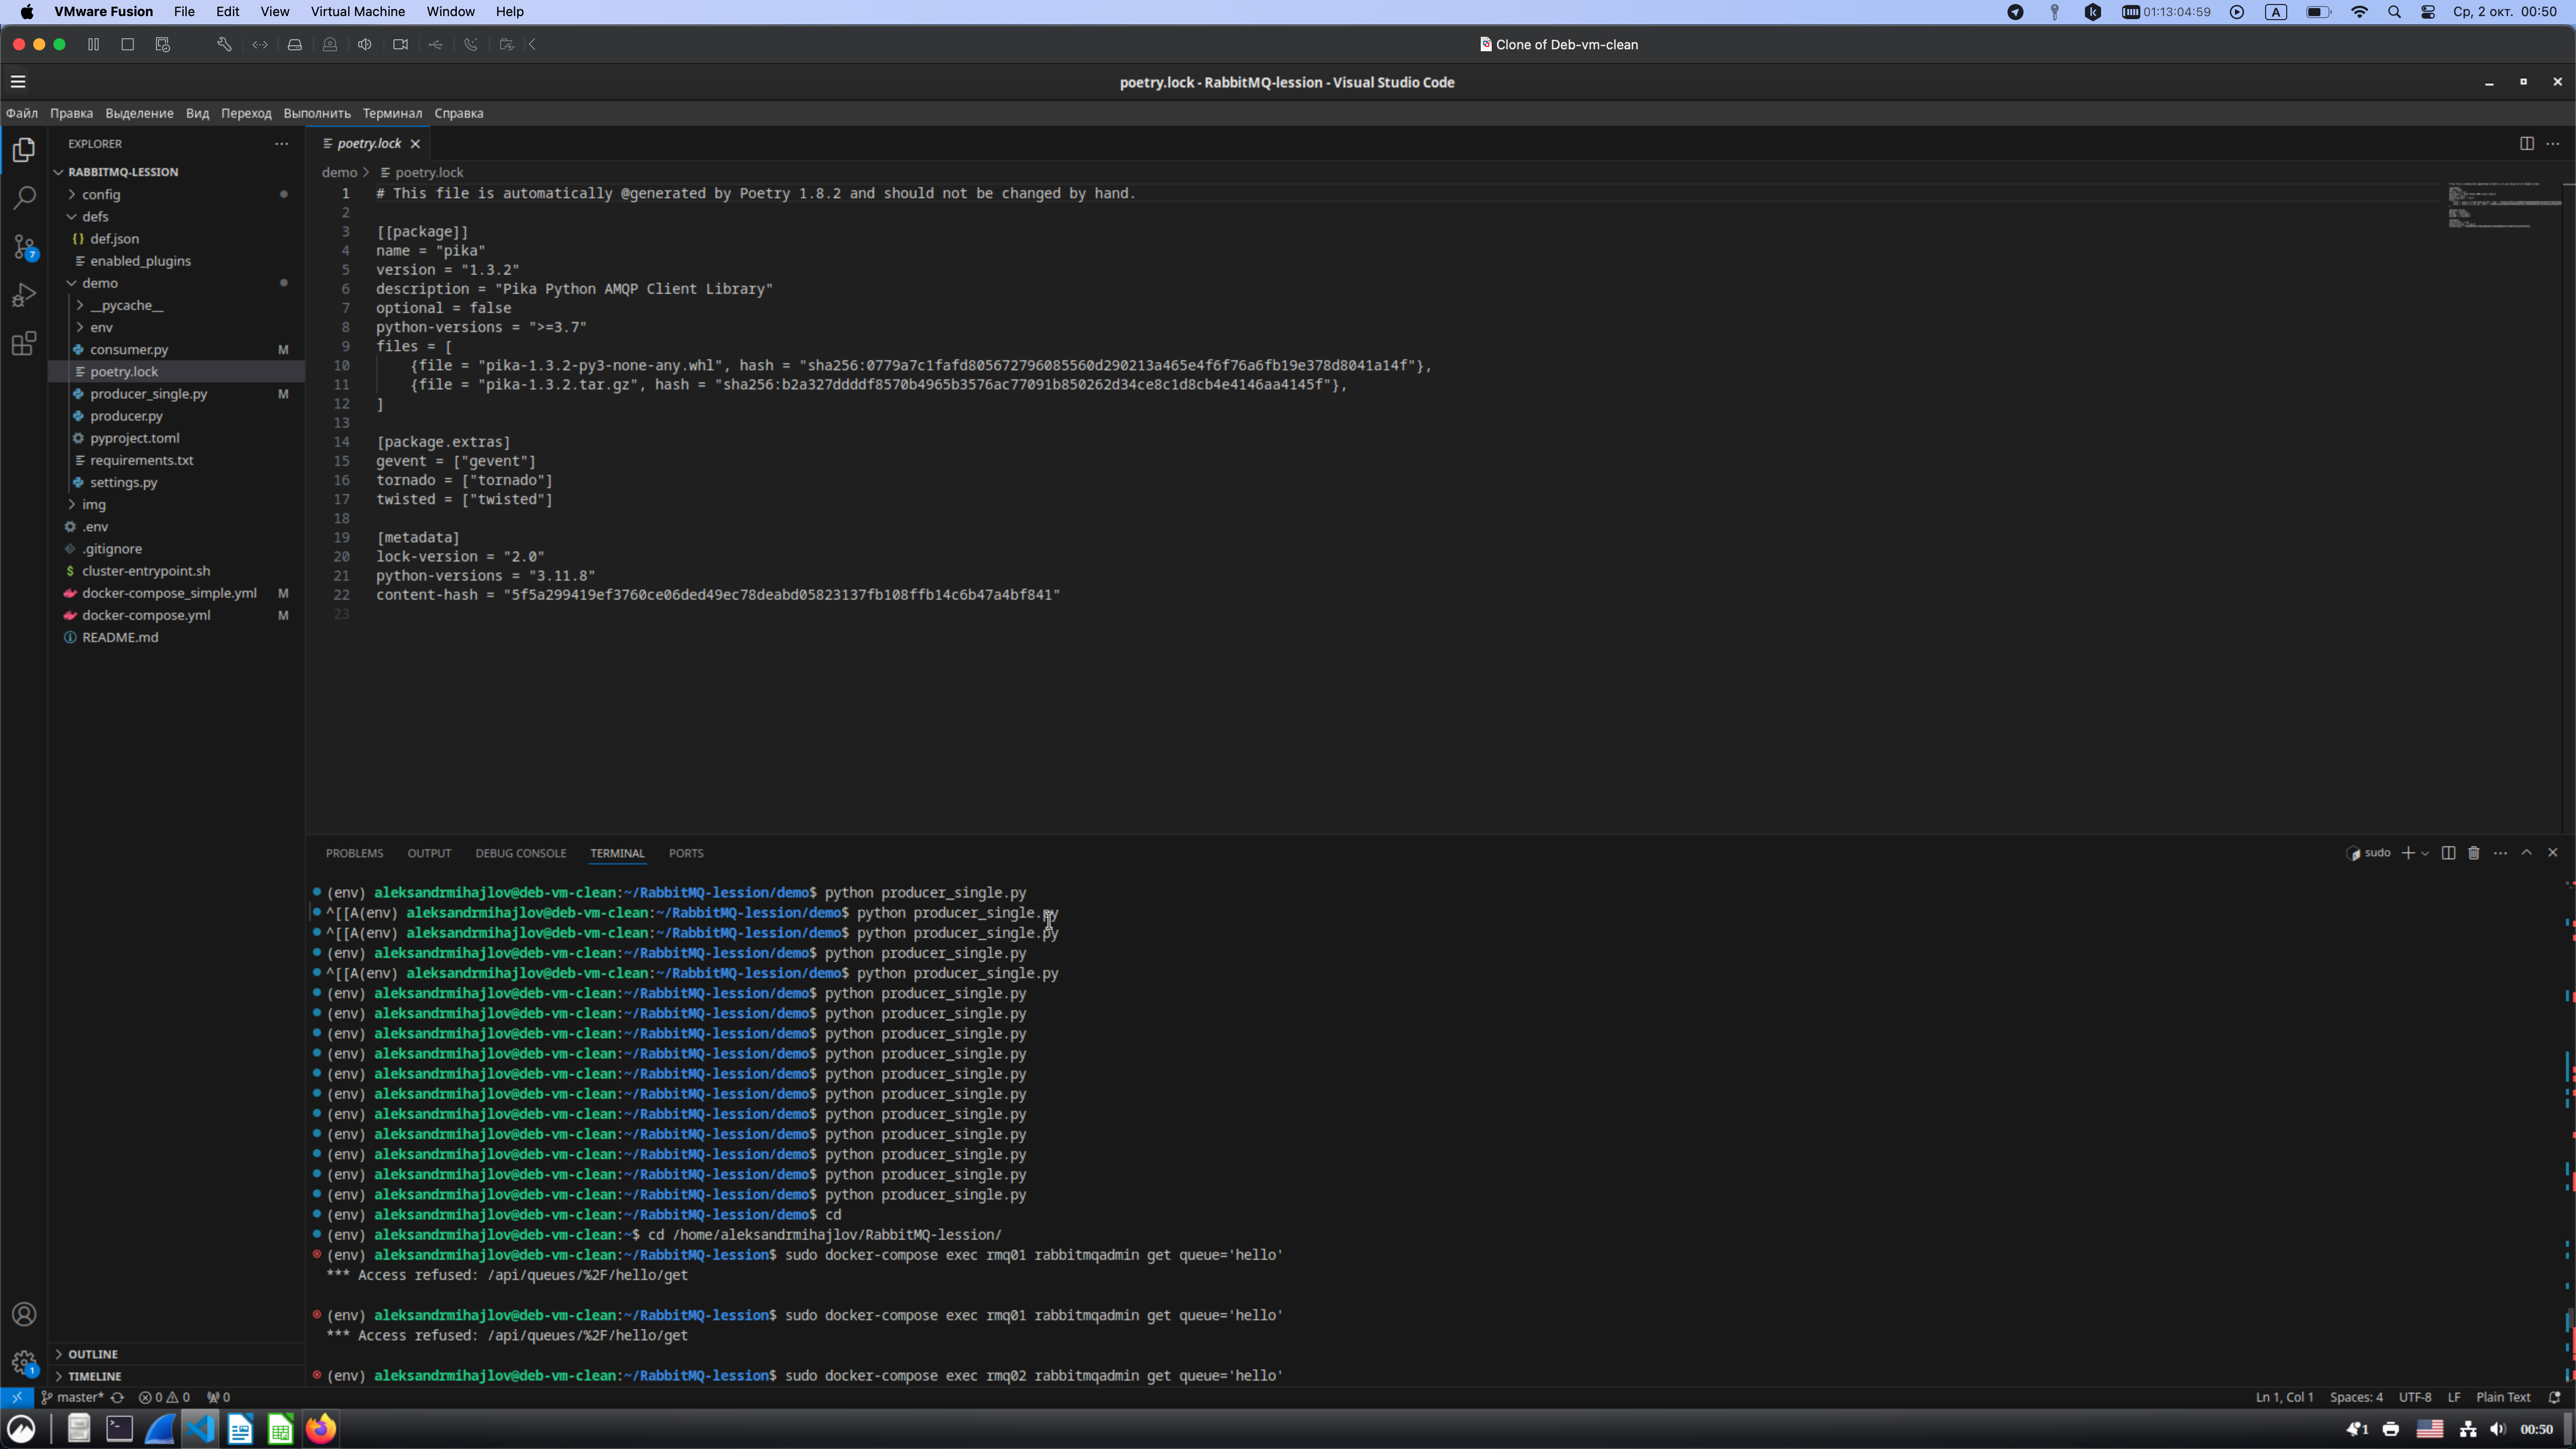 VMware Fusion File Edit View Virtual Machine Window Help 01:13:04:59 A Ср, 2 окт. 00:50
Clone of Deb-vm-clean
poetry.lock - RabbitMQ-lession - Visual Studio Code
Файл Правка Выделение Вид Переход Выполнить Терминал Справка
EXPLORER
RABBITMQ-LESSION
config
defs
def.json
enabled_plugins
demo
__pycache__
env
consumer.py M
poetry.lock
producer_single.py M
producer.py
pyproject.toml
requirements.txt
settings.py
img
.env
.gitignore
cluster-entrypoint.sh
docker-compose_simple.yml M
docker-compose.yml M
README.md
OUTLINE
TIMELINE
7
1
poetry.lock
demo > poetry.lock
1 # This file is automatically @generated by Poetry 1.8.2 and should not be changed by hand.
2
3 [[package]]
4 name = "pika"
5 version = "1.3.2"
6 description = "Pika Python AMQP Client Library"
7 optional = false
8 python-versions = ">=3.7"
9 files = [
10 {file = "pika-1.3.2-py3-none-any.whl", hash = "sha256:0779a7c1fafd805672796085560d290213a465e4f6f76a6fb19e378d8041a14f"},
11 {file = "pika-1.3.2.tar.gz", hash = "sha256:b2a327ddddf8570b4965b3576ac77091b850262d34ce8c1d8cb4e4146aa4145f"},
12 ]
13
14 [package.extras]
15 gevent = ["gevent"]
16 tornado = ["tornado"]
17 twisted = ["twisted"]
18
19 [metadata]
20 lock-version = "2.0"
21 python-versions = "3.11.8"
22 content-hash = "5f5a299419ef3760ce06ded49ec78deabd05823137fb108ffb14c6b47a4bf841"
23
PROBLEMS OUTPUT DEBUG CONSOLE TERMINAL PORTS sudo
(env) aleksandrmihajlov@deb-vm-clean:~/RabbitMQ-lession/demo$ python producer_single.py
^[[A(env) aleksandrmihajlov@deb-vm-clean:~/RabbitMQ-lession/demo$ python producer_single.py
^[[A(env) aleksandrmihajlov@deb-vm-clean:~/RabbitMQ-lession/demo$ python producer_single.py
(env) aleksandrmihajlov@deb-vm-clean:~/RabbitMQ-lession/demo$ python producer_single.py
^[[A(env) aleksandrmihajlov@deb-vm-clean:~/RabbitMQ-lession/demo$ python producer_single.py
(env) aleksandrmihajlov@deb-vm-clean:~/RabbitMQ-lession/demo$ python producer_single.py
(env) aleksandrmihajlov@deb-vm-clean:~/RabbitMQ-lession/demo$ python producer_single.py
(env) aleksandrmihajlov@deb-vm-clean:~/RabbitMQ-lession/demo$ python producer_single.py
(env) aleksandrmihajlov@deb-vm-clean:~/RabbitMQ-lession/demo$ python producer_single.py
(env) aleksandrmihajlov@deb-vm-clean:~/RabbitMQ-lession/demo$ python producer_single.py
(env) aleksandrmihajlov@deb-vm-clean:~/RabbitMQ-lession/demo$ python producer_single.py
(env) aleksandrmihajlov@deb-vm-clean:~/RabbitMQ-lession/demo$ python producer_single.py
(env) aleksandrmihajlov@deb-vm-clean:~/RabbitMQ-lession/demo$ python producer_single.py
(env) aleksandrmihajlov@deb-vm-clean:~/RabbitMQ-lession/demo$ python producer_single.py
(env) aleksandrmihajlov@deb-vm-clean:~/RabbitMQ-lession/demo$ python producer_single.py
(env) aleksandrmihajlov@deb-vm-clean:~/RabbitMQ-lession/demo$ python producer_single.py
(env) aleksandrmihajlov@deb-vm-clean:~/RabbitMQ-lession/demo$ cd
(env) aleksandrmihajlov@deb-vm-clean:~$ cd /home/aleksandrmihajlov/RabbitMQ-lession/
(env) aleksandrmihajlov@deb-vm-clean:~/RabbitMQ-lession$ sudo docker-compose exec rmq01 rabbitmqadmin get queue='hello'
*** Access refused: /api/queues/%2F/hello/get
(env) aleksandrmihajlov@deb-vm-clean:~/RabbitMQ-lession$ sudo docker-compose exec rmq01 rabbitmqadmin get queue='hello'
*** Access refused: /api/queues/%2F/hello/get
(env) aleksandrmihajlov@deb-vm-clean:~/RabbitMQ-lession$ sudo docker-compose exec rmq02 rabbitmqadmin get queue='hello'
master* 0 0 0 Ln 1, Col 1 Spaces: 4 UTF-8 LF Plain Text
1 00:50